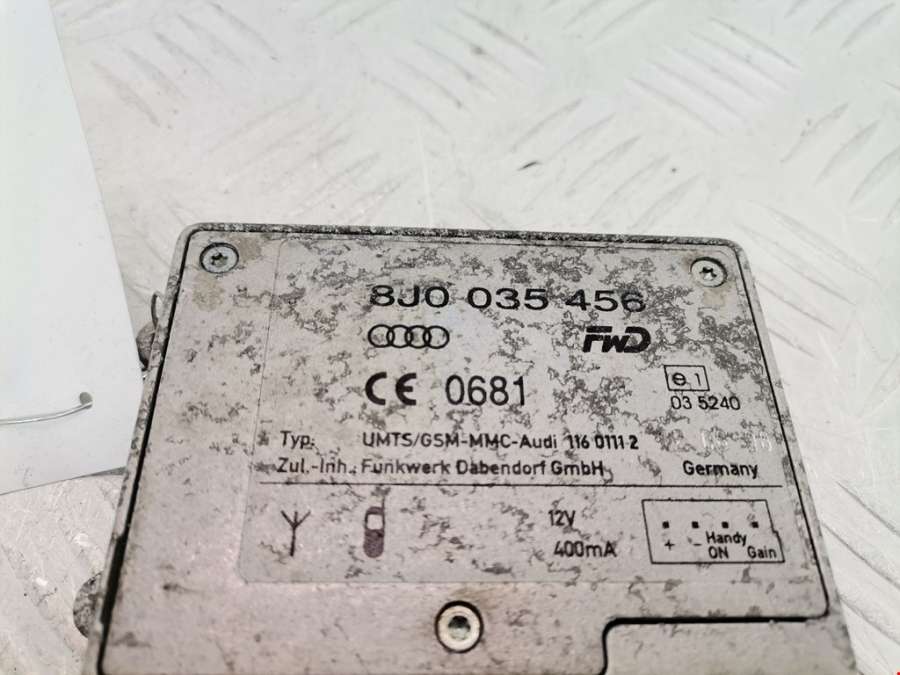 8J0 035 456
FWD
CE 0681
e 1
03 5240
Typ: UMTS/GSM-MMC-Audi 116 0111 2
Zul.-Inh.: Funkwerk Dabendorf GmbH Germany
12V
400mA
+ - Handy ON Gain